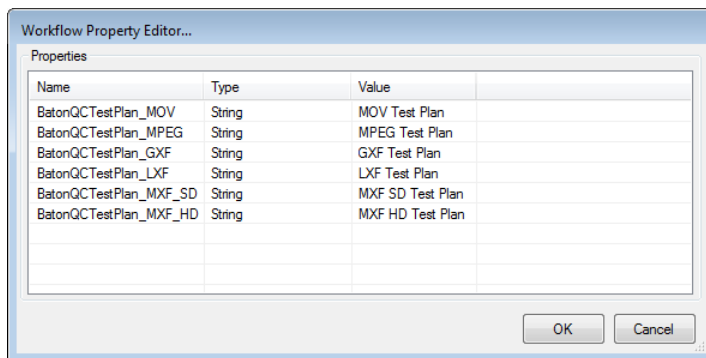 Workflow Property Editor...
Properties
Name Type Value
BatonQCTestPlan_MOV String MOV Test Plan
BatonQCTestPlan_MPEG String MPEG Test Plan
BatonQCTestPlan_GXF String GXF Test Plan
BatonQCTestPlan_LXF String LXF Test Plan
BatonQCTestPlan_MXF_SD String MXF SD Test Plan
BatonQCTestPlan_MXF_HD String MXF HD Test Plan
OK Cancel